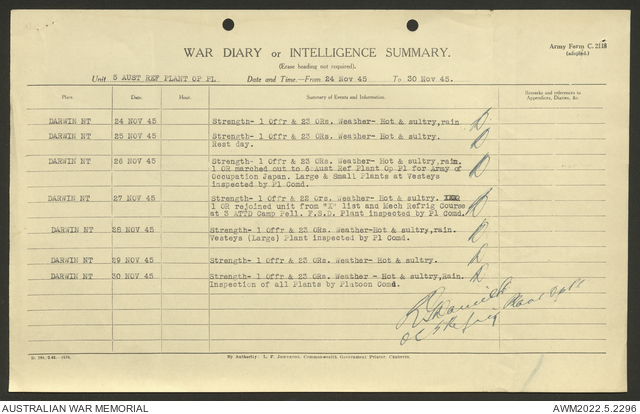 Army Form C. 2118
(adapted.)
WAR DIARY or INTELLIGENCE SUMMARY.
(Erase heading not required).
Unit 5 AUST REF PLANT OP PL Date and Time.—From 24 Nov 45 To 30 Nov 45.
Place. Date. Hour. Summary of Events and Information. Remarks and references to
Appendices, Diaries, &c.
DARWIN NT 24 NOV 45 Strength- 1 Offr & 23 ORs. Weather- Hot & sultry,rain.
DARWIN NT 25 NOV 45 Strength- 1 Offr & 23 ORs. Weather- Hot & sultry.
Rest day.
DARWIN NT 26 NOV 45 Strength- 1 Offr & 23 ORs. Weather- Hot & sultry,rain.
1 OR marched out to 6 Aust Ref Plant Op Pl for Army of
Occupation Japan. Large & Small Plants at Vesteys
inspected by Pl Comd.
DARWIN NT 27 NOV 45 Strength- 1 Offr & 22 ORs. Weather- Hot & sultry.
1 OR rejoined unit from "X" list and Mech Refrig Course
at 3 ATTD Camp Pell. F.S.D. Plant inspected by Pl Comd.
DARWIN NT 28 NOV 45 Strength- 1 Offr & 23 ORs. Weather-Hot & sultry,rain.
Vesteys (Large) Plant inspected by Pl Comd.
DARWIN NT 29 NOV 45 Strength- 1 Offr & 23 ORs. Weather- Hot & sultry.
DARWIN NT 30 NOV 45 Strength- 1 Offr & 23 ORs. Weather - Hot & sultry,Rain.
Inspection of all Plants by Platoon Comd.
By Authority: L. F. Johnston, Commonwealth Government Printer, Canberra.
AUSTRALIAN WAR MEMORIAL AWM2022.5.2296